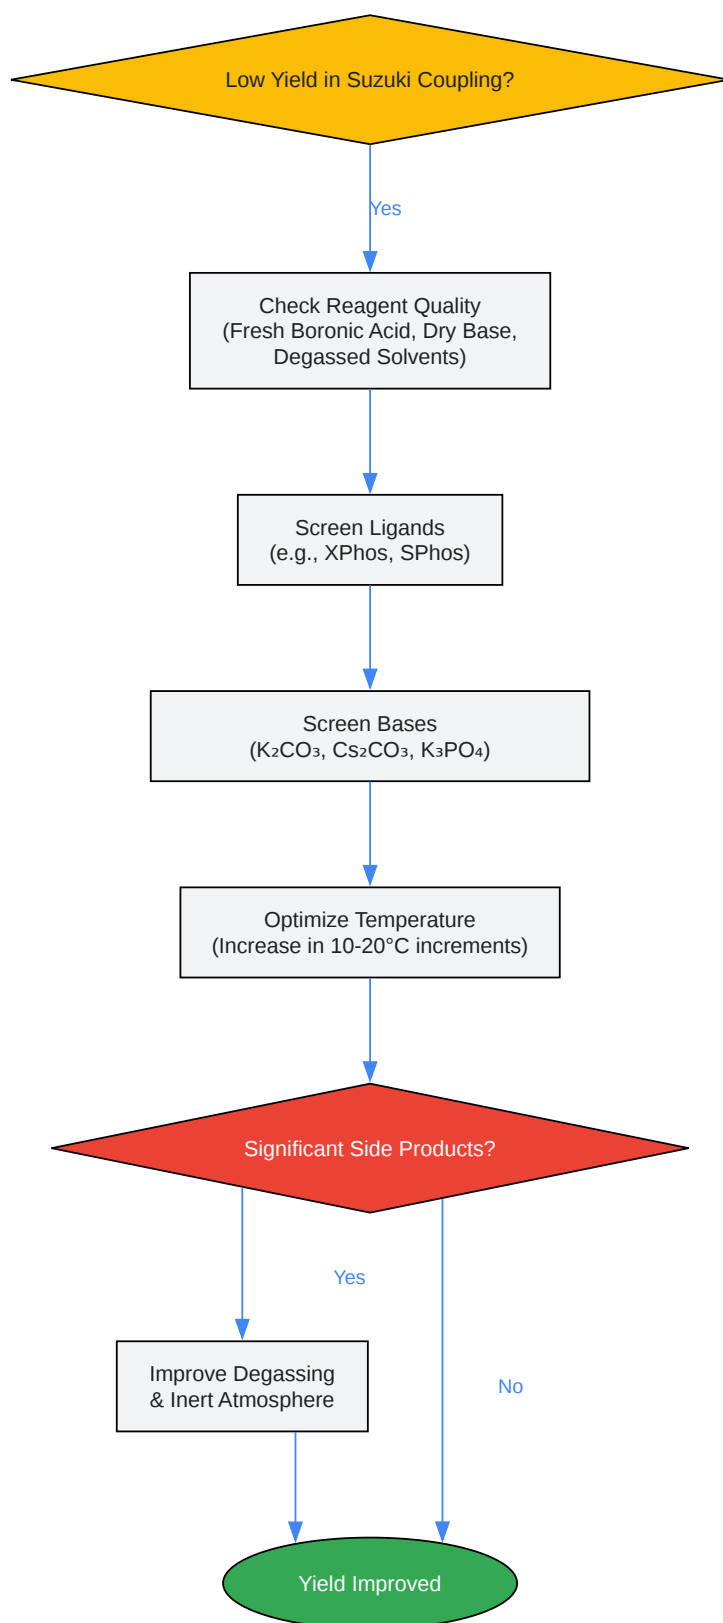 Low Yield in Suzuki Coupling?
Yes
Check Reagent Quality
(Fresh Boronic Acid, Dry Base,
Degassed Solvents)
Screen Ligands
(e.g., XPhos, SPhos)
Screen Bases
(K₂CO₃, Cs₂CO₃, K₃PO₄)
Optimize Temperature
(Increase in 10-20°C increments)
Significant Side Products?
Yes
Improve Degassing
& Inert Atmosphere
No
Yield Improved